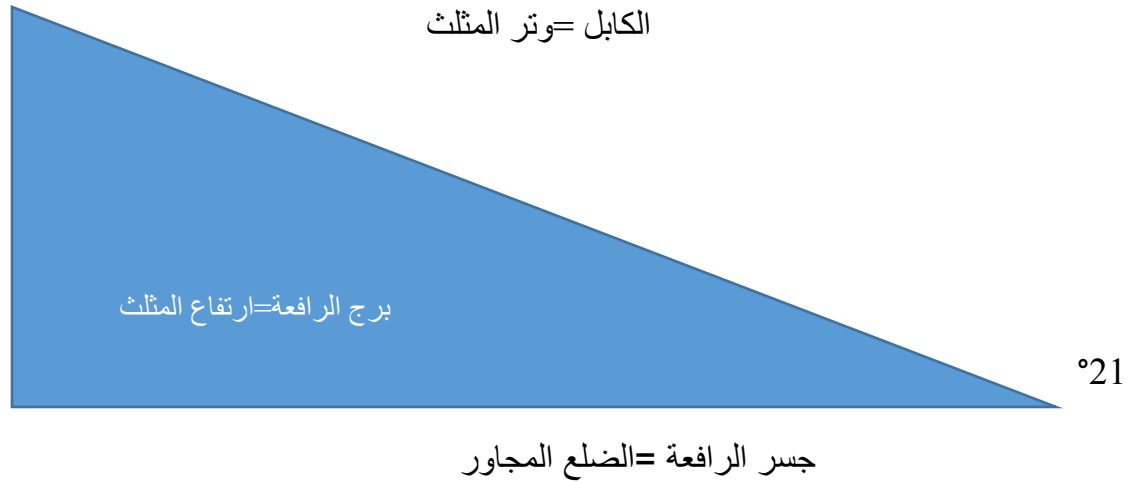 الكابل =وتر المثلث
برج الرافعة=ارتفاع المثلث
°21
جسر الرافعة =الضلع المجاور